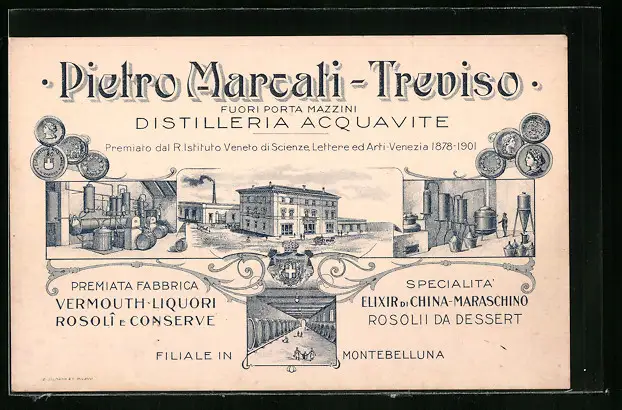 · Pietro Marcati - Treviso ·
FUORI PORTA MAZZINI
DISTILLERIA ACQUAVITE
Premiato dal R. Istituto Veneto di Scienze, Lettere ed Arti - Venezia 1878-1901
PREMIATA FABBRICA
VERMOUTH - LIQUORI
ROSOLÎ E CONSERVE
SPECIALITA'
ELIXIR DI CHINA - MARASCHINO
ROSOLII DA DESSERT
FILIALE IN MONTEBELLUNA